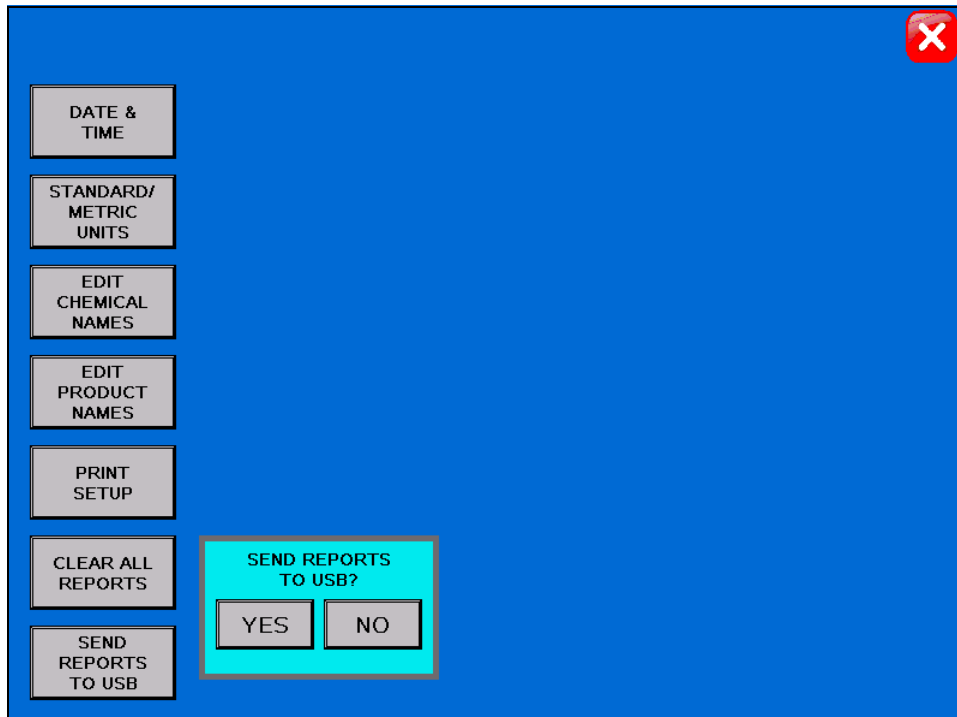 DATE &
TIME
STANDARD/
METRIC
UNITS
EDIT
CHEMICAL
NAMES
EDIT
PRODUCT
NAMES
PRINT
SETUP
CLEAR ALL
REPORTS
SEND
REPORTS
TO USB
SEND REPORTS
TO USB?
YES NO